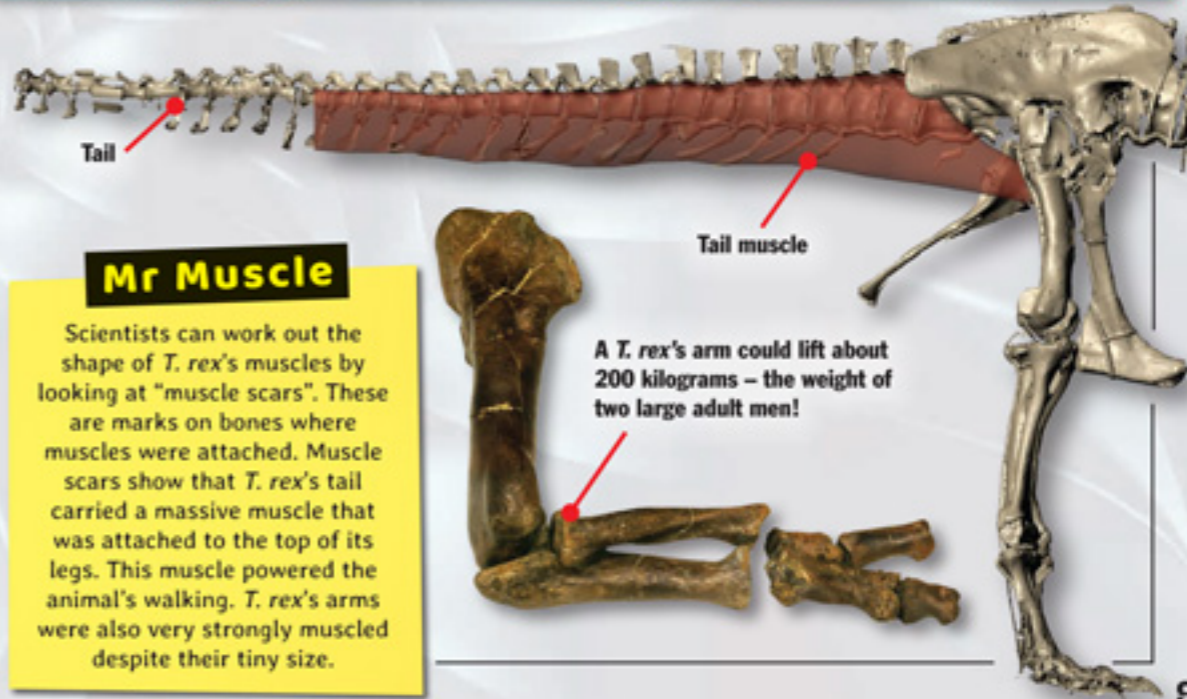 Tail
Tail muscle
Mr Muscle
Scientists can work out the
shape of T. rex's muscles by
looking at “muscle scars”. These
are marks on bones where
muscles were attached. Muscle
scars show that T. rex's tail
carried a massive muscle that
was attached to the top of its
legs. This muscle powered the
animal's walking. T. rex's arms
were also very strongly muscled
despite their tiny size.
A T. rex's arm could lift about
200 kilograms – the weight of
two large adult men!